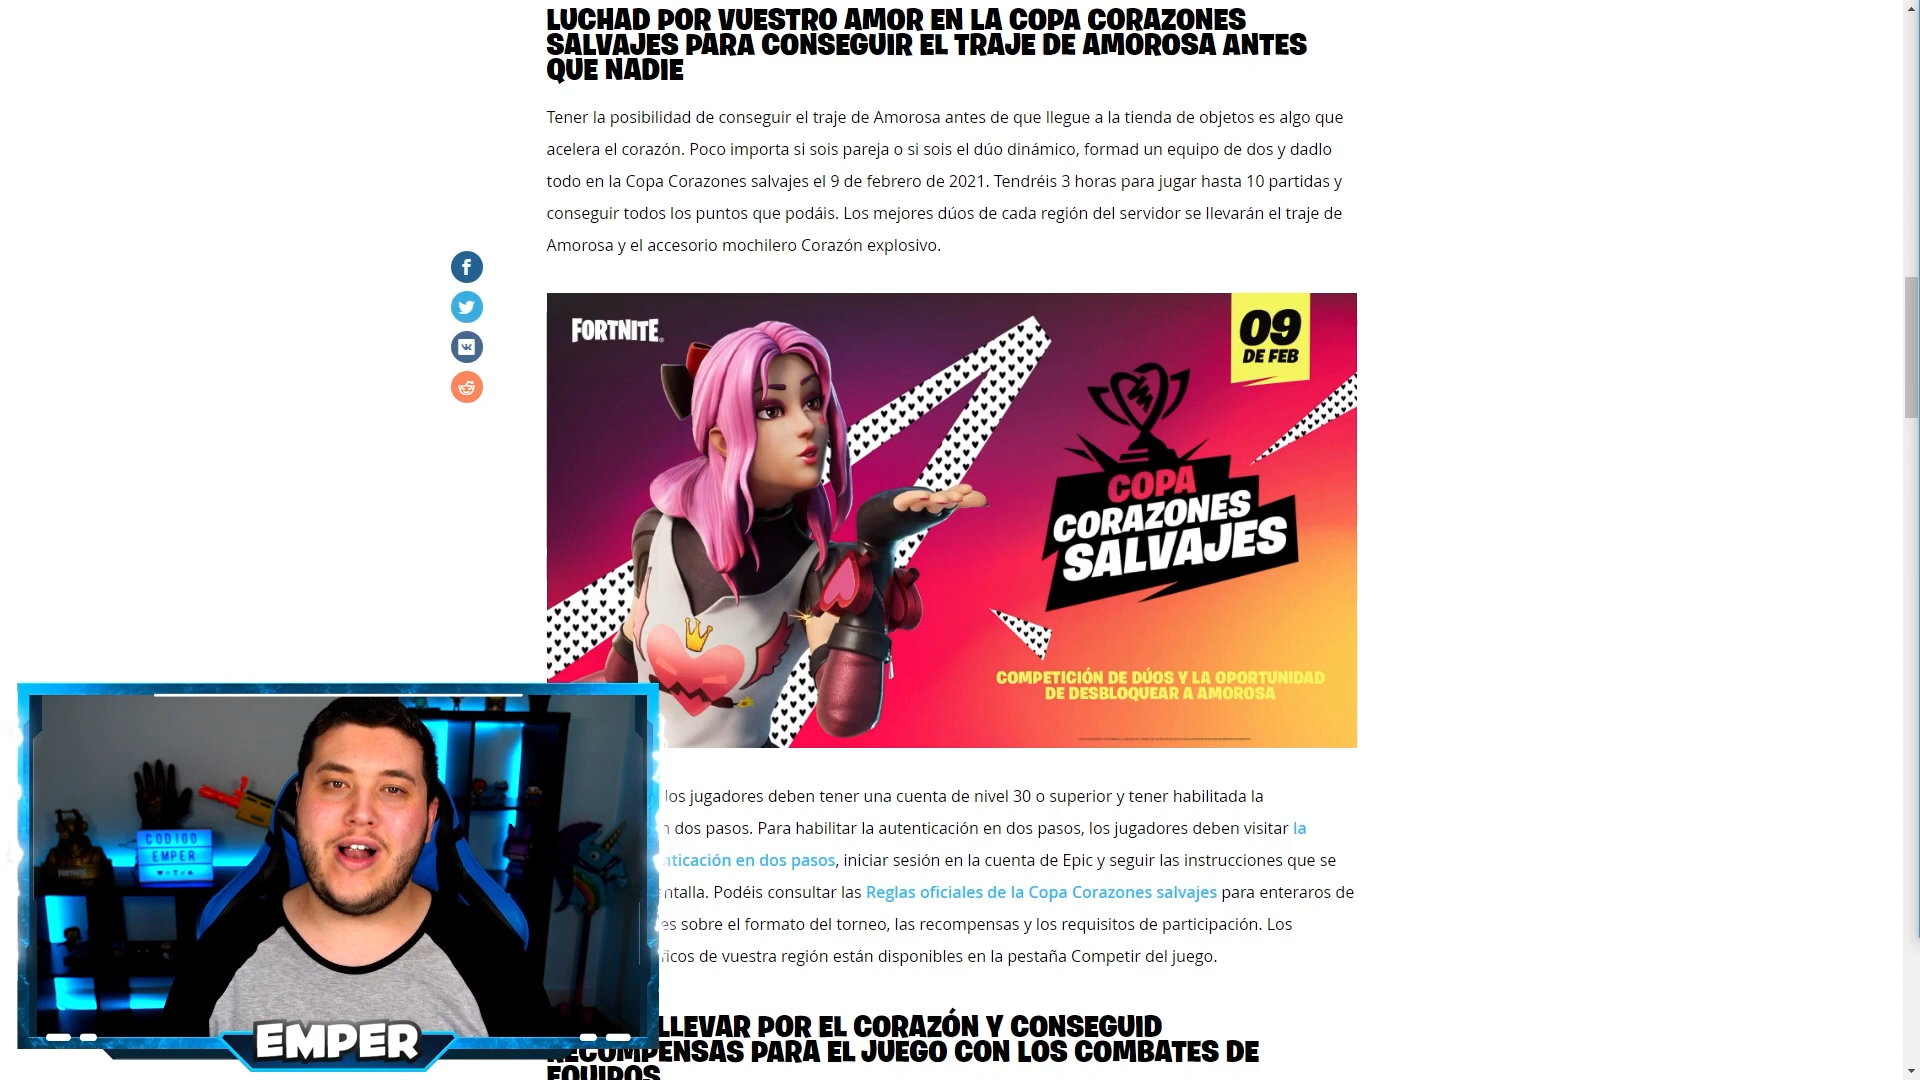 LUCHAD POR VUESTRO AMOR EN LA COPA CORAZONES
SALVAJES PARA CONSEGUIR EL TRAJE DE AMOROSA ANTES
QUE NADIE
Tener la posibilidad de conseguir el traje de Amorosa antes de que llegue a la tienda de objetos es algo que
acelera el corazón. Poco importa si sois pareja o si sois el dúo dinámico, formad un equipo de dos y dadlo
todo en la Copa Corazones salvajes el 9 de febrero de 2021. Tendréis 3 horas para jugar hasta 10 partidas y
conseguir todos los puntos que podáis. Los mejores dúos de cada región del servidor se llevarán el traje de
Amorosa y el accesorio mochilero Corazón explosivo.
FORTNITE
09
DE FEB
COPA
CORAZONES
SALVAJES
COMPETICIÓN DE DÚOS Y LA OPORTUNIDAD
DE DESBLOQUEAR A AMOROSA
los jugadores deben tener una cuenta de nivel 30 o superior y tener habilitada la
dos pasos. Para habilitar la autenticación en dos pasos, los jugadores deben visitar la
nticación en dos pasos, iniciar sesión en la cuenta de Epic y seguir las instrucciones que se
ntalla. Podéis consultar las Reglas oficiales de la Copa Corazones salvajes para enteraros de
es sobre el formato del torneo, las recompensas y los requisitos de participación. Los
ficos de vuestra región están disponibles en la pestaña Competir del juego.
LLEVAR POR EL CORAZÓN Y CONSEGUID
RECOMPENSAS PARA EL JUEGO CON LOS COMBATES DE
EQUIPOS
CODIGO
EMPER
EMPER